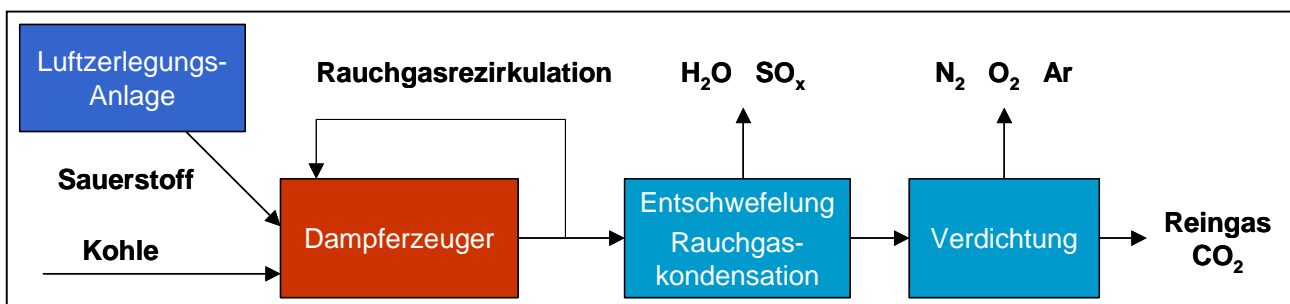 Luftzerlegungs-
Anlage
Rauchgasrezirkulation
H₂O SOₓ
N₂ O₂ Ar
Sauerstoff
Kohle
Dampferzeuger
Entschwefelung
Rauchgas-
kondensation
Verdichtung
Reingas
CO₂